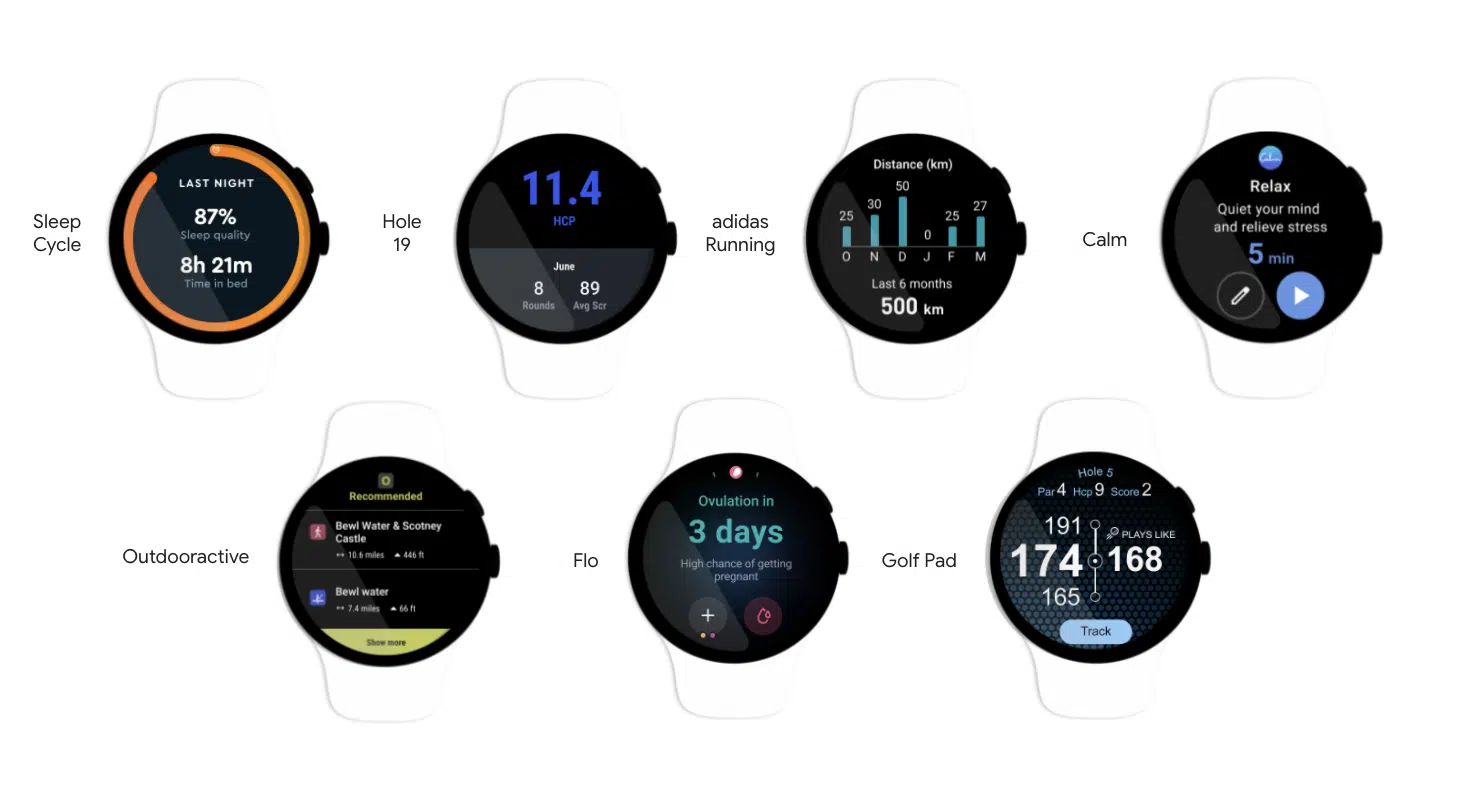 Sleep
Cycle
LAST NIGHT
87%
Sleep quality
8h 21m
Time in bed
Hole
19
11.4
HCP
June
8 89
Rounds Avg Scr
adidas
Running
Distance (km)
25 30 50 0 25 27
O N D J F M
Last 6 months
500 km
Calm
Calm
Relax
Quiet your mind
and relieve stress
5 min
Outdooractive
Recommended
Bewl Water & Scotney
Castle
10.6 miles 446 ft
Bewl water
7.4 miles 66 ft
Show more
Flo
Ovulation in
3 days
High chance of getting
pregnant
Golf Pad
Hole 5
Par 4 Hcp 9 Score 2
191
PLAYS LIKE
174 168
165
Track